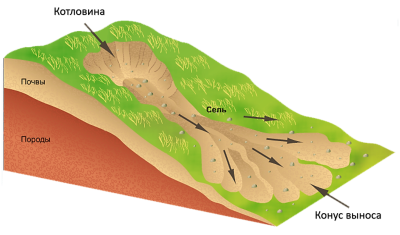 Котловина
Почвы
Сель
Породы
Конус выноса